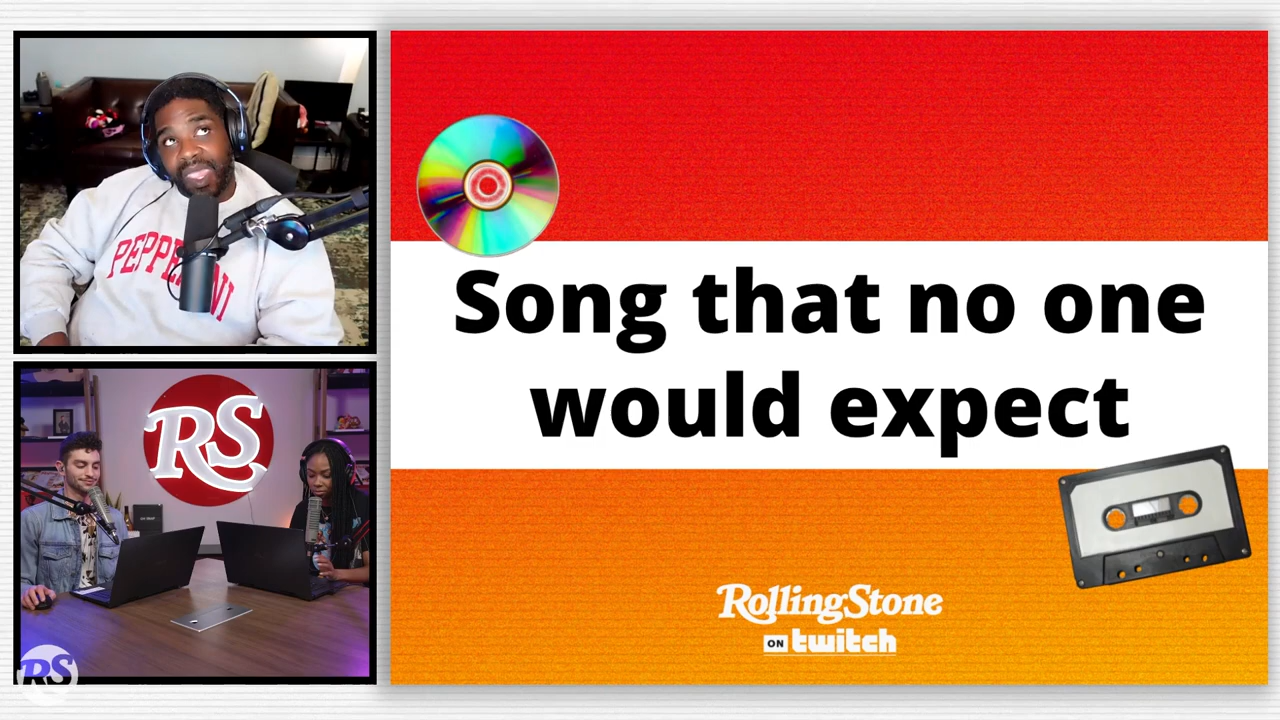 PEPPERONI
RS
RS
Song that no one
would expect
RollingStone
ON twitch